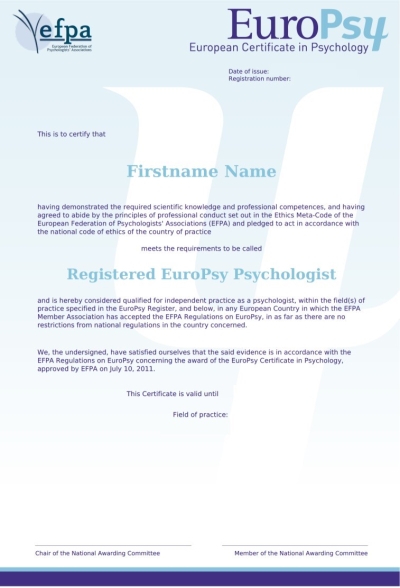 efpa
European Federation of
Psychologists' Associations
EuroPsy
European Certificate in Psychology
Date of issue:
Registration number:
This is to certify that
Firstname Name
having demonstrated the required scientific knowledge and professional competences, and having
agreed to abide by the principles of professional conduct set out in the Ethics Meta-Code of the
European Federation of Psychologists' Associations (EFPA) and pledged to act in accordance with
the national code of ethics of the country of practice
meets the requirements to be called
Registered EuroPsy Psychologist
and is hereby considered qualified for independent practice as a psychologist, within the field(s) of
practice specified in the EuroPsy Register, and below, in any European Country in which the EFPA
Member Association has accepted the EFPA Regulations on EuroPsy, in as far as there are no
restrictions from national regulations in the country concerned.
We, the undersigned, have satisfied ourselves that the said evidence is in accordance with the
EFPA Regulations on EuroPsy concerning the award of the EuroPsy Certificate in Psychology,
approved by EFPA on July 10, 2011.
This Certificate is valid until
Field of practice:
Chair of the National Awarding Committee
Member of the National Awarding Committee